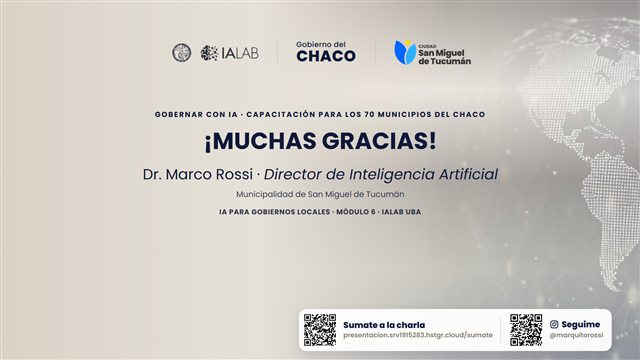 IALAB
Gobierno del
CHACO
CIUDAD
San Miguel
de Tucumán
GOBERNAR CON IA · CAPACITACIÓN PARA LOS 70 MUNICIPIOS DEL CHACO
¡MUCHAS GRACIAS!
Dr. Marco Rossi · Director de Inteligencia Artificial
Municipalidad de San Miguel de Tucumán
IA PARA GOBIERNOS LOCALES · MÓDULO 6 · IALAB UBA
Sumate a la charla
presentacion.srv1915283.hstgr.cloud/sumate
Seguime
@marquitorossi